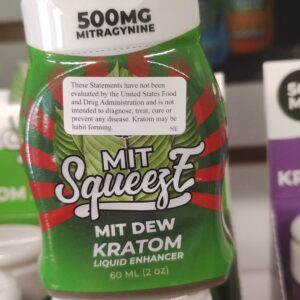 500MG
MITRAGYNINE
These Statements have not been
evaluated by the United States Food
and Drug Administration and is not
intended to diagnose, treat, cure or
prevent any disease. Kratom may be
habit forming.
NE
MIT
SqueezE
MIT DEW
KRATOM
LIQUID ENHANCER
60 ML (2 oz)